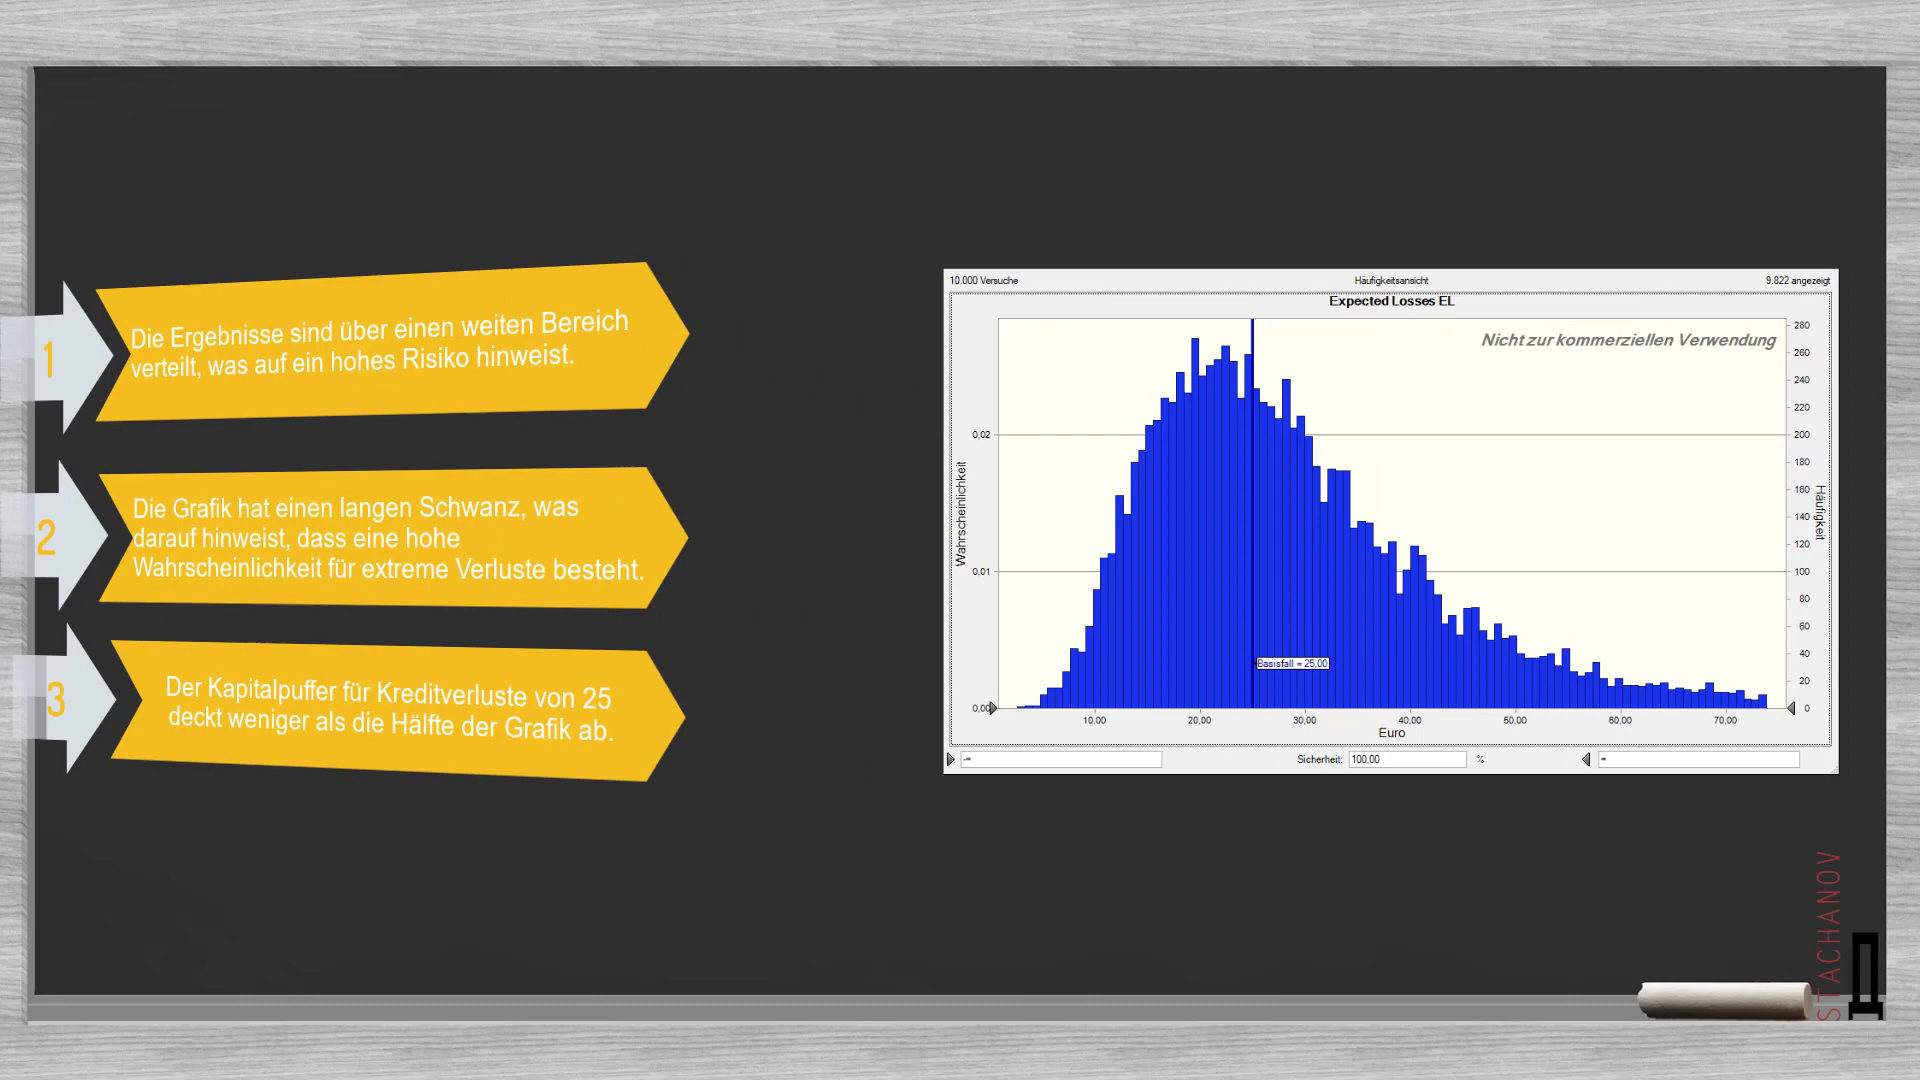 1
Die Ergebnisse sind über einen weiten Bereich
verteilt, was auf ein hohes Risiko hinweist.
2
Die Grafik hat einen langen Schwanz, was
darauf hinweist, dass eine hohe
Wahrscheinlichkeit für extreme Verluste besteht.
3
Der Kapitalpuffer für Kreditverluste von 25
deckt weniger als die Hälfte der Grafik ab.
10.000 Versuche
Häufigkeitsansicht
9.822 angezeigt
Expected Losses EL
Nicht zur kommerziellen Verwendung
Wahrscheinlichkeit
0,02
0,01
0,00
280
260
240
220
200
180
160
140
120
100
80
60
40
20
0
Häufigkeit
Basisfall = 25,00
10,00 20,00 30,00 40,00 50,00 60,00 70,00
Euro
Sicherheit: 100,00 %
STACHANOV